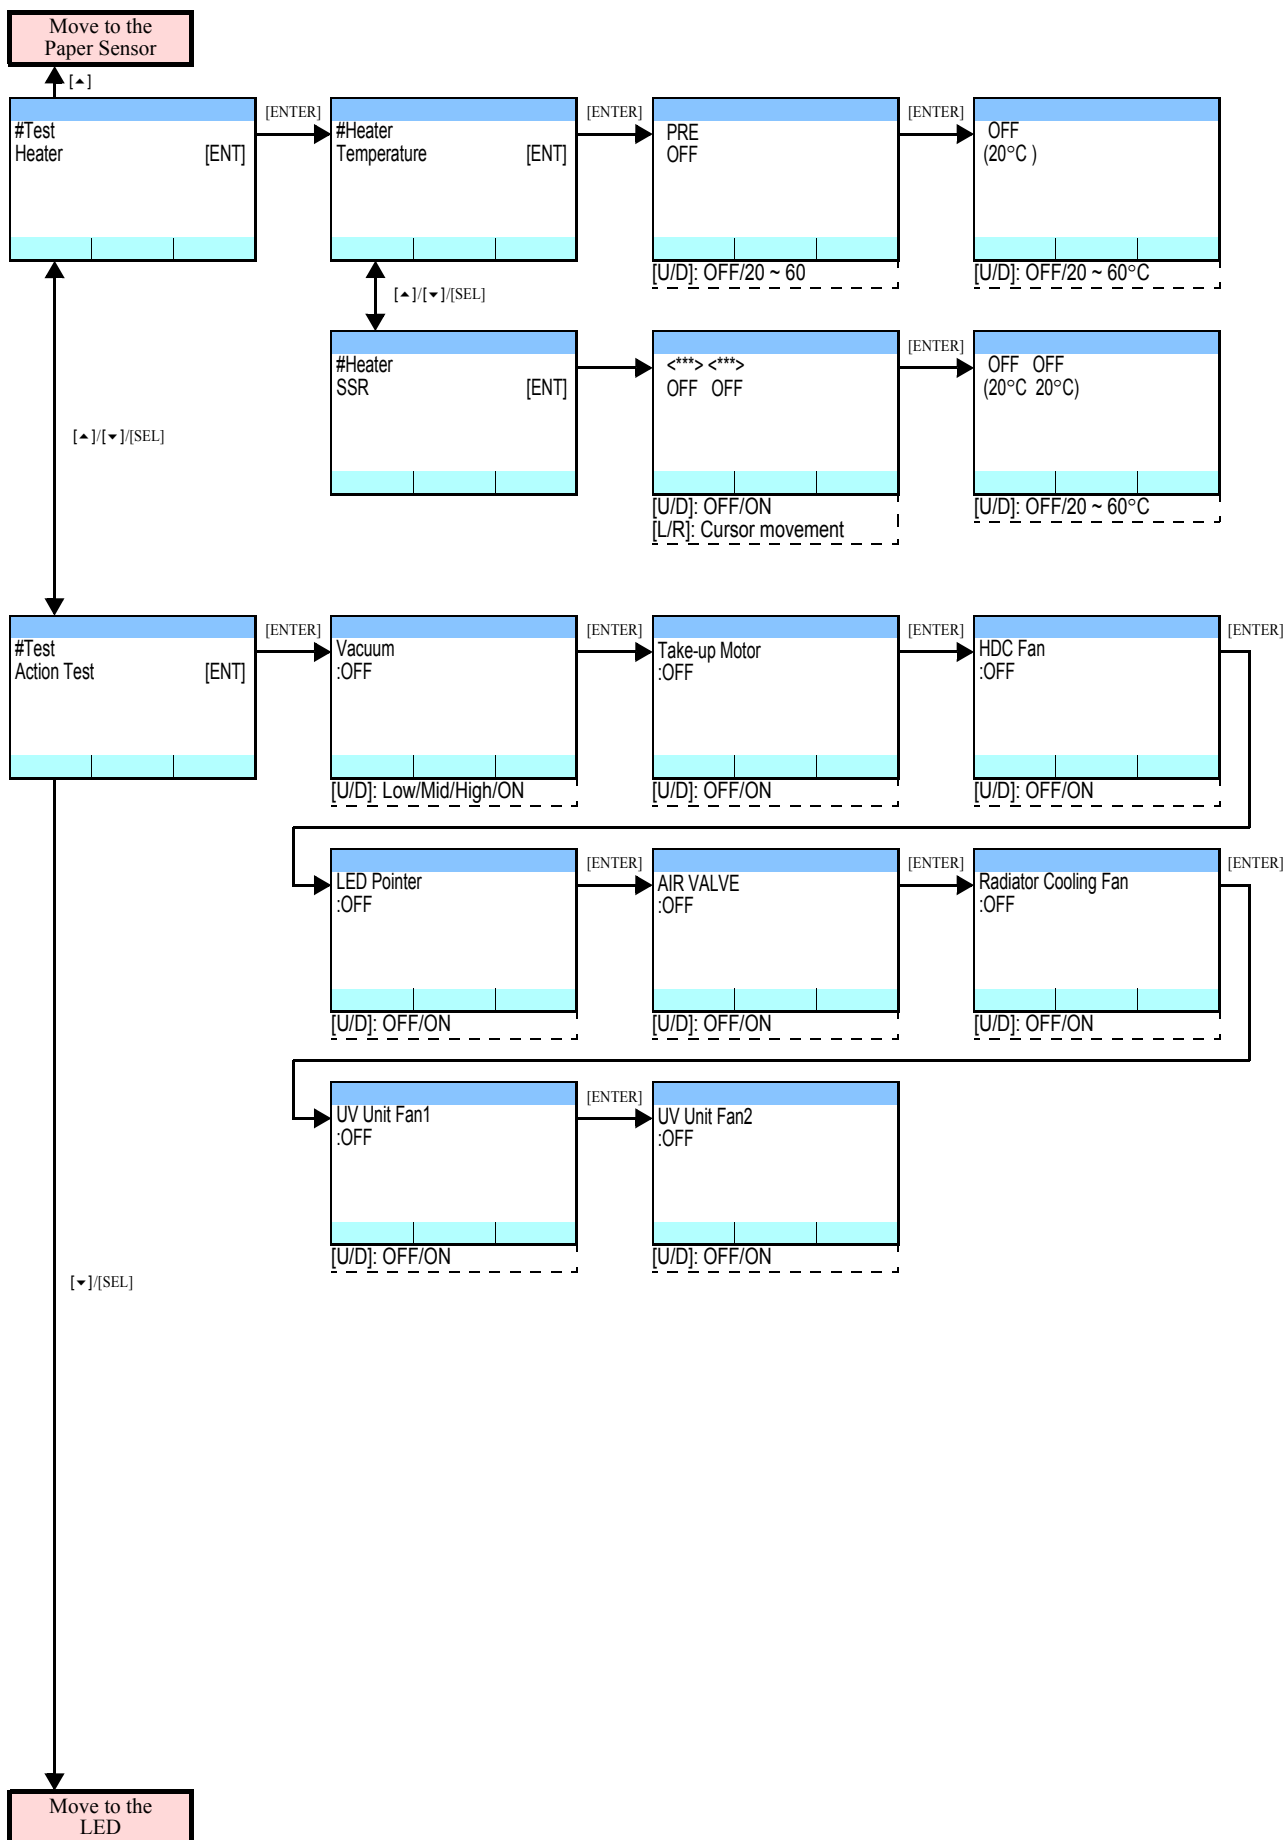 Move to the
Paper Sensor
[▲]
#Test
Heater [ENT]
[ENTER]
#Heater
Temperature [ENT]
[ENTER]
PRE
OFF
[U/D]: OFF/20 ~ 60
[ENTER]
OFF
(20°C )
[U/D]: OFF/20 ~ 60°C
[▲]/[▼]/[SEL]
#Heater
SSR [ENT]
<***> <***>
OFF OFF
[U/D]: OFF/ON
[L/R]: Cursor movement
[ENTER]
OFF OFF
(20°C 20°C)
[U/D]: OFF/20 ~ 60°C
[▲]/[▼]/[SEL]
#Test
Action Test [ENT]
[ENTER]
Vacuum
:OFF
[U/D]: Low/Mid/High/ON
[ENTER]
Take-up Motor
:OFF
[U/D]: OFF/ON
[ENTER]
HDC Fan
:OFF
[U/D]: OFF/ON
[ENTER]
LED Pointer
:OFF
[U/D]: OFF/ON
[ENTER]
AIR VALVE
:OFF
[U/D]: OFF/ON
[ENTER]
Radiator Cooling Fan
:OFF
[U/D]: OFF/ON
[ENTER]
UV Unit Fan1
:OFF
[U/D]: OFF/ON
[ENTER]
UV Unit Fan2
:OFF
[U/D]: OFF/ON
[▼]/[SEL]
Move to the
LED